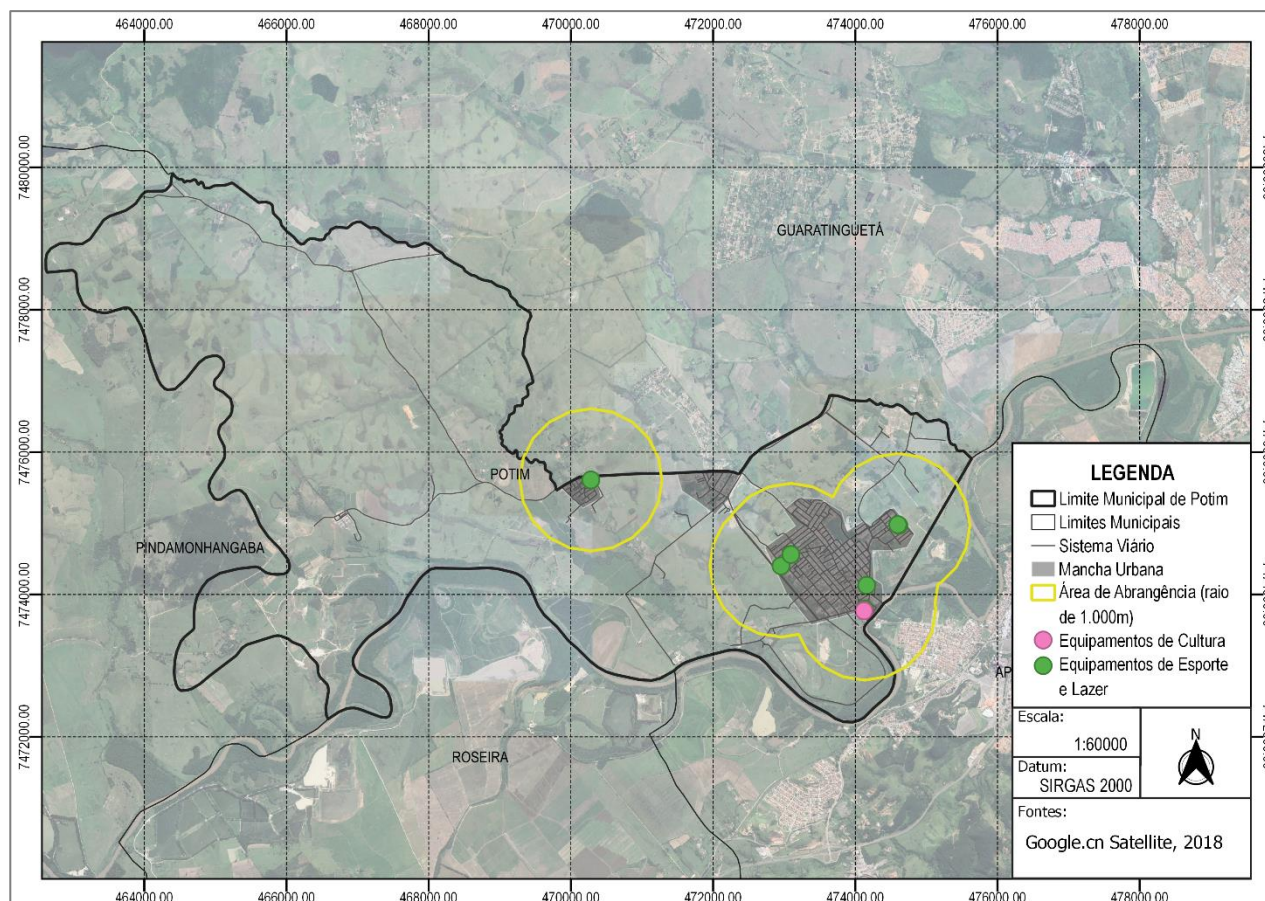 464000.00 466000.00 468000.00 470000.00 472000.00 474000.00 476000.00 478000.00
7480000.00
7478000.00
7476000.00
7474000.00
7472000.00
GUARATINGUETÁ
POTIM
PINDAMONHANGABA
ROSEIRA
AP
LEGENDA
Limite Municipal de Potim
Limites Municipais
Sistema Viário
Mancha Urbana
Área de Abrangência (raio
de 1.000m)
Equipamentos de Cultura
Equipamentos de Esporte
e Lazer
Escala:
1:60000
Datum:
SIRGAS 2000
N
Fontes:
Google.cn Satellite, 2018
464000.00 466000.00 468000.00 470000.00 472000.00 474000.00 476000.00 478000.00